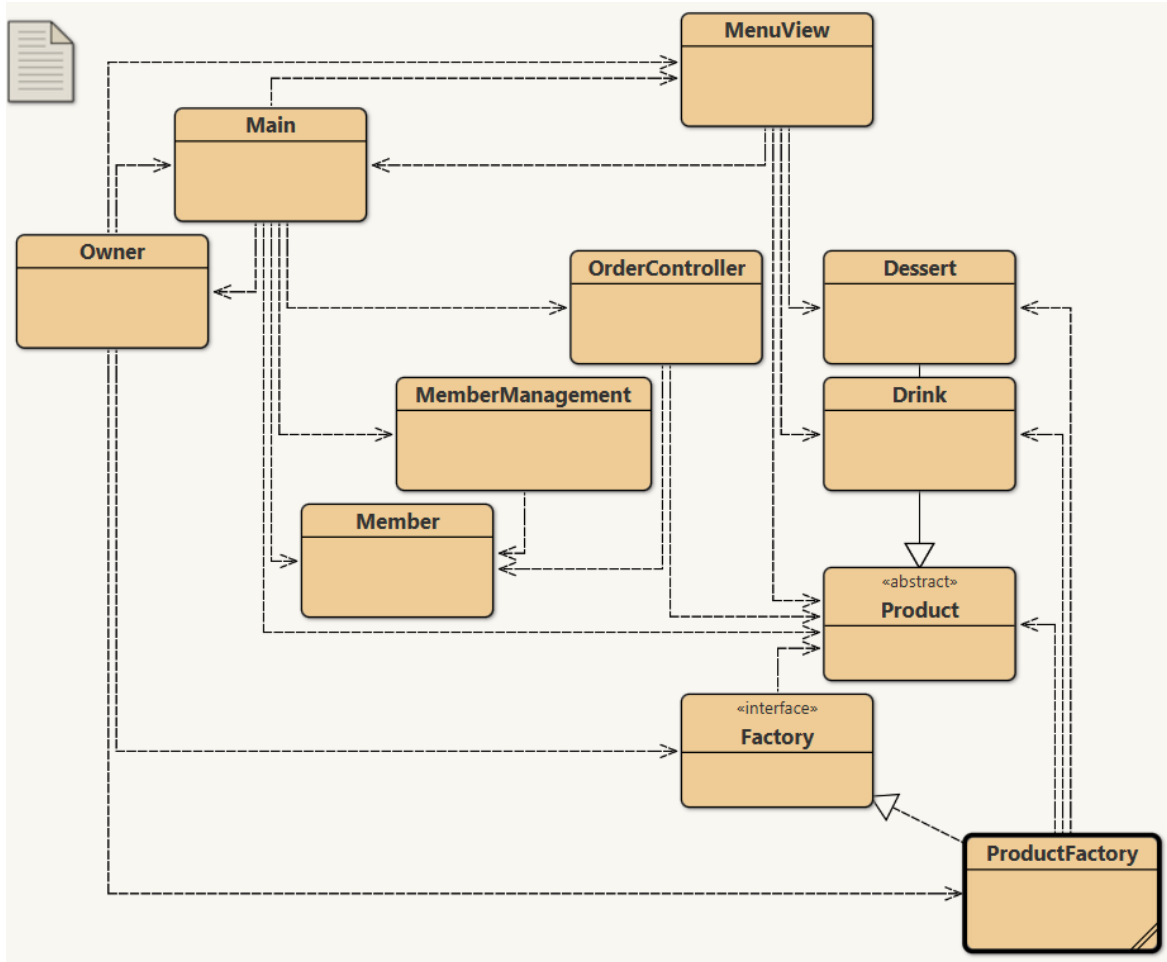 MenuView
Main
Owner
OrderController
Dessert
MemberManagement
Drink
Member
«abstract»
Product
«interface»
Factory
ProductFactory